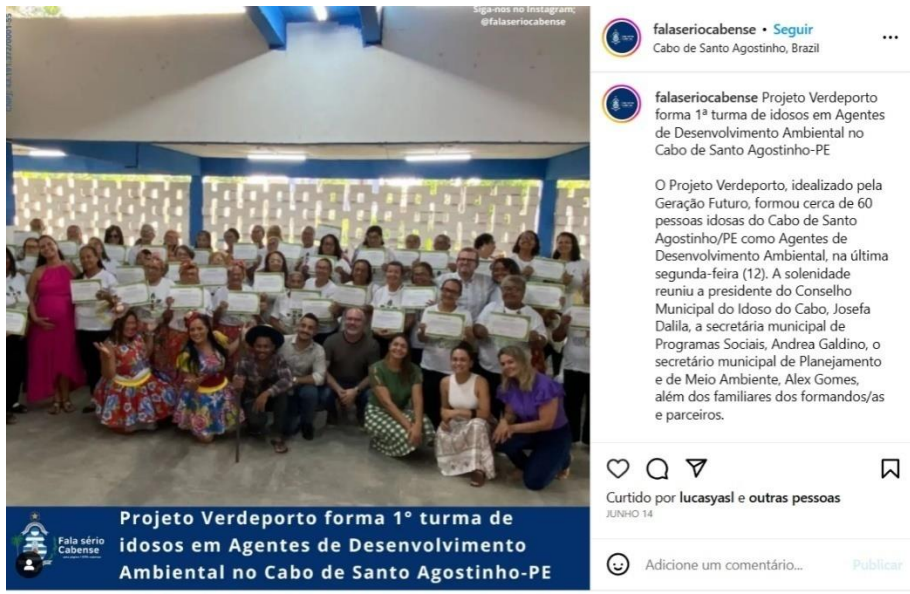 Siga-nos no Instagram;
@falaseriocabense
Projeto Verdeporto forma 1° turma de
idosos em Agentes de Desenvolvimento
Ambiental no Cabo de Santo Agostinho-PE
Fala sério
Cabense
falaseriocabense • Seguir
Cabo de Santo Agostinho, Brazil
falaseriocabense Projeto Verdeporto
forma 1ª turma de idosos em Agentes
de Desenvolvimento Ambiental no
Cabo de Santo Agostinho-PE
O Projeto Verdeporto, idealizado pela
Geração Futuro, formou cerca de 60
pessoas idosas do Cabo de Santo
Agostinho/PE como Agentes de
Desenvolvimento Ambiental, na última
segunda-feira (12). A solenidade
reuniu a presidente do Conselho
Municipal do Idoso do Cabo, Josefa
Dalila, a secretária municipal de
Programas Sociais, Andrea Galdino, o
secretário municipal de Planejamento
e de Meio Ambiente, Alex Gomes,
além dos familiares dos formandos/as
e parceiros.
Curtido por lucasyasl e outras pessoas
JUNHO 14
Adicione um comentário...
Publicar